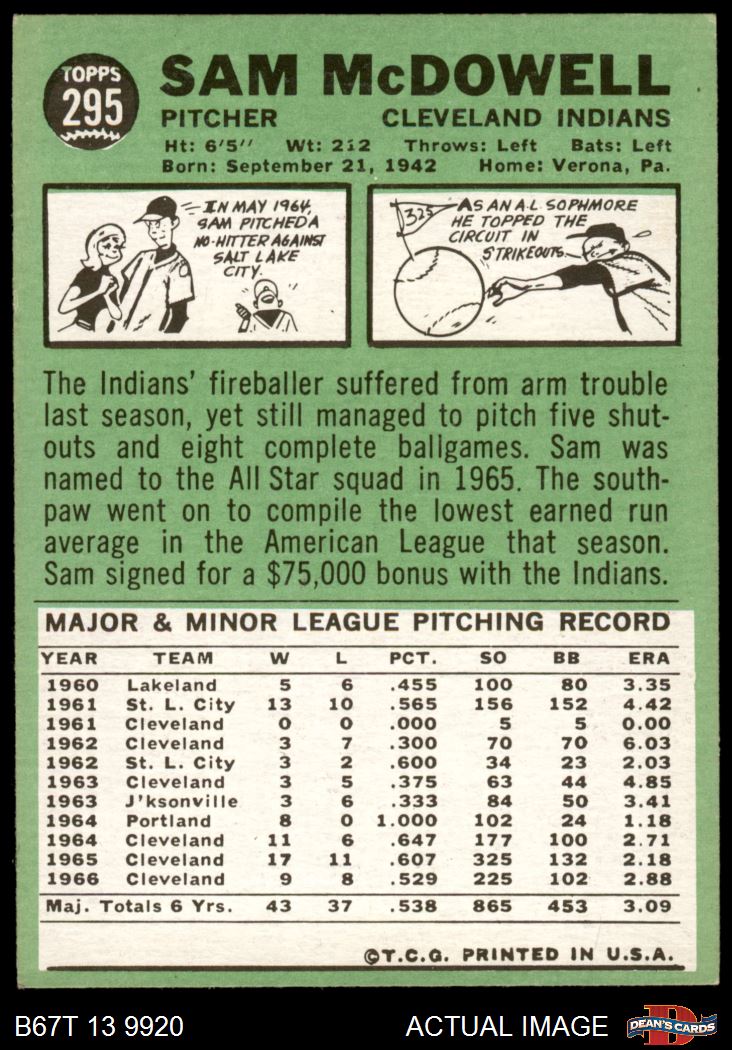 TOPPS
295
SAM McDOWELL
PITCHER CLEVELAND INDIANS
Ht: 6'5" Wt: 212 Throws: Left Bats: Left
Born: September 21, 1942 Home: Verona, Pa.
IN MAY 1964,
SAM PITCHED A
NO-HITTER AGAINST
SALT LAKE
CITY.
325
AS AN A.L. SOPHMORE
HE TOPPED THE
CIRCUIT IN
STRIKEOUTS.
The Indians' fireballer suffered from arm trouble
last season, yet still managed to pitch five shut-
outs and eight complete ballgames. Sam was
named to the All Star squad in 1965. The south-
paw went on to compile the lowest earned run
average in the American League that season.
Sam signed for a $75,000 bonus with the Indians.
MAJOR & MINOR LEAGUE PITCHING RECORD
YEAR TEAM W L PCT. SO BB ERA
1960 Lakeland 5 6 .455 100 80 3.35
1961 St. L. City 13 10 .565 156 152 4.42
1961 Cleveland 0 0 .000 5 5 0.00
1962 Cleveland 3 7 .300 70 70 6.03
1962 St. L. City 3 2 .600 34 23 2.03
1963 Cleveland 3 5 .375 63 44 4.85
1963 J'ksonville 3 6 .333 84 50 3.41
1964 Portland 8 0 1.000 102 24 1.18
1964 Cleveland 11 6 .647 177 100 2.71
1965 Cleveland 17 11 .607 325 132 2.18
1966 Cleveland 9 8 .529 225 102 2.88
Maj. Totals 6 Yrs. 43 37 .538 865 453 3.09
©T.C.G. PRINTED IN U.S.A.
B67T 13 9920 ACTUAL IMAGE
D
DEAN'S CARDS